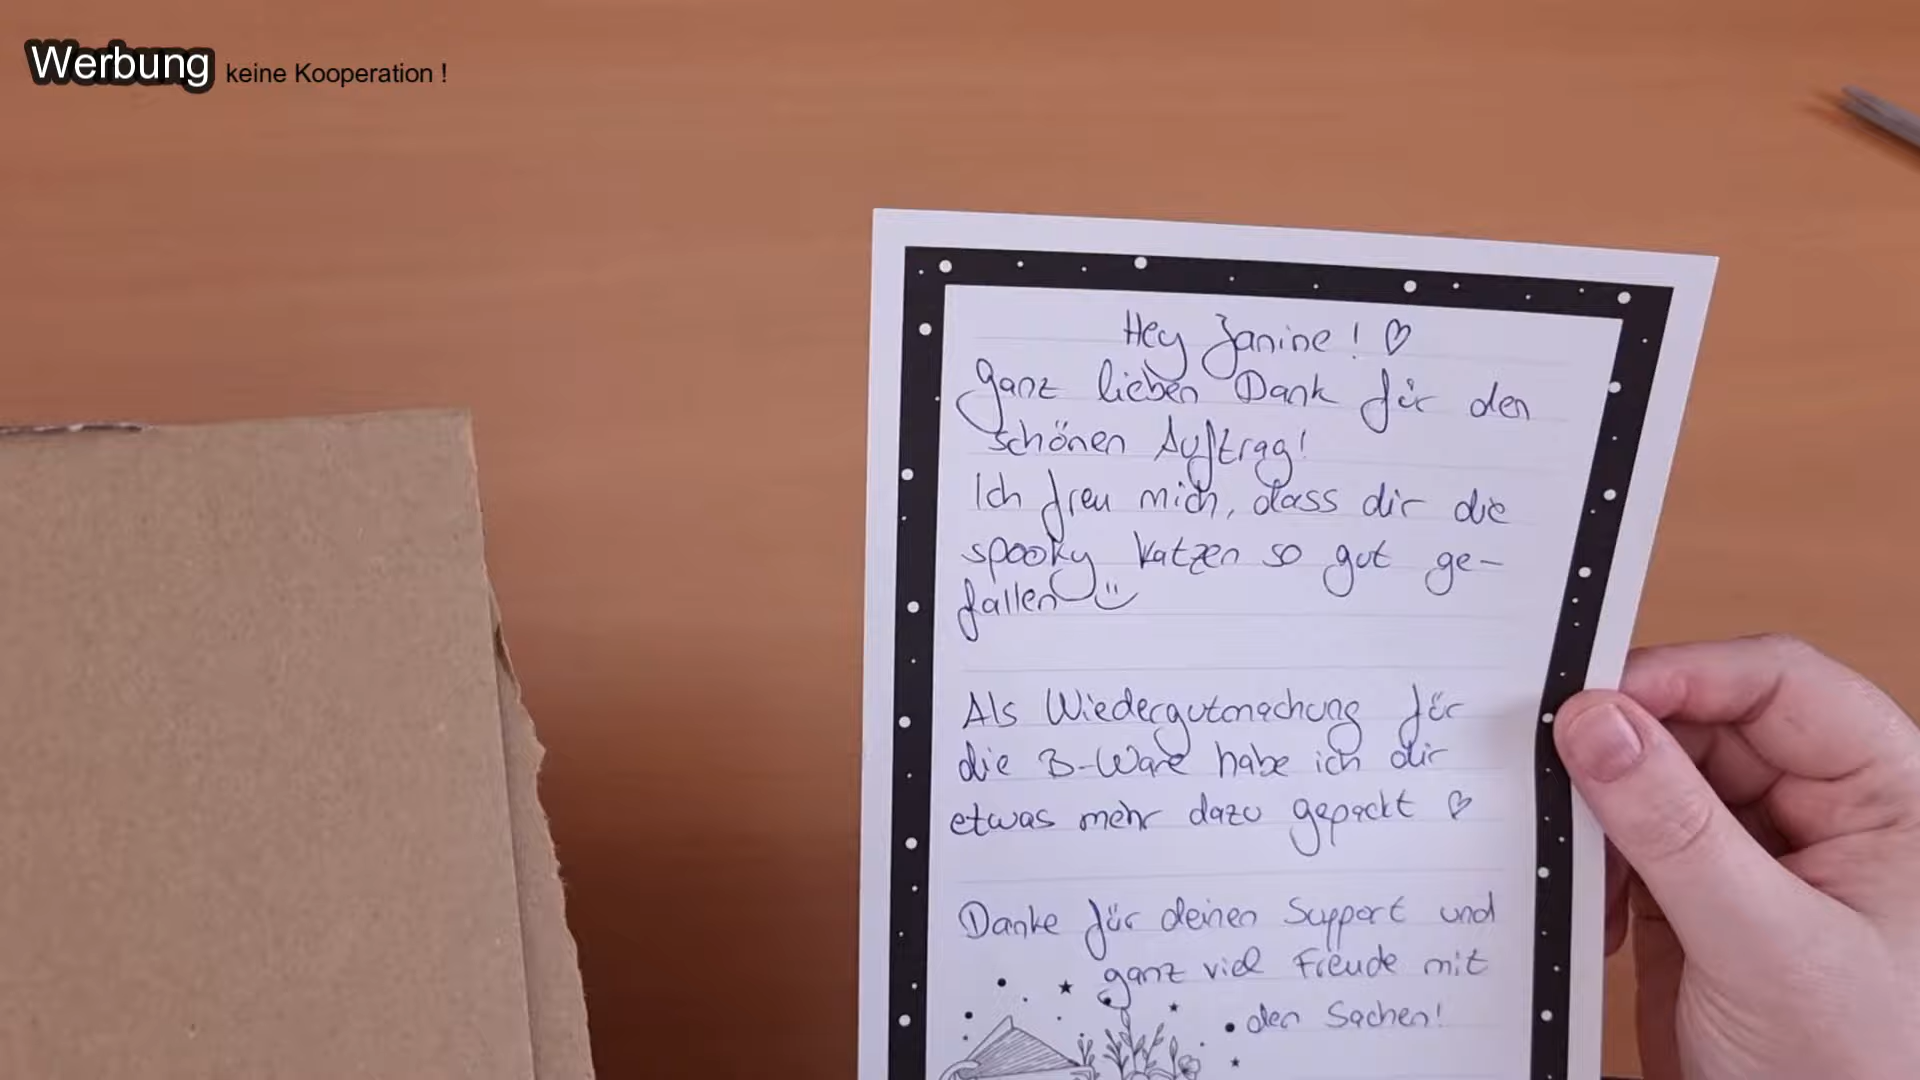 Werbung keine Kooperation !
Hey Janine! ♡
Ganz lieben Dank für den
schönen Auftrag!
Ich freu mich, dass dir die
spooky Katzen so gut ge-
fallen
Als Wiedergutmachung für
die B-Ware habe ich dir
etwas mehr dazu gepackt ♡
Danke für deinen Support und
ganz viel Freude mit
den Sachen!